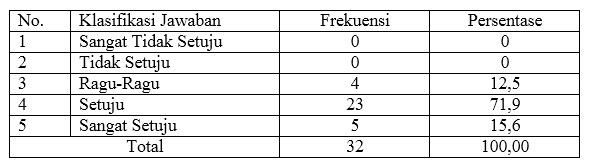 No. Klasifikasi Jawaban Frekuensi Persentase
1 Sangat Tidak Setuju 0 0
2 Tidak Setuju 0 0
3 Ragu-Ragu 4 12,5
4 Setuju 23 71,9
5 Sangat Setuju 5 15,6
Total 32 100,00